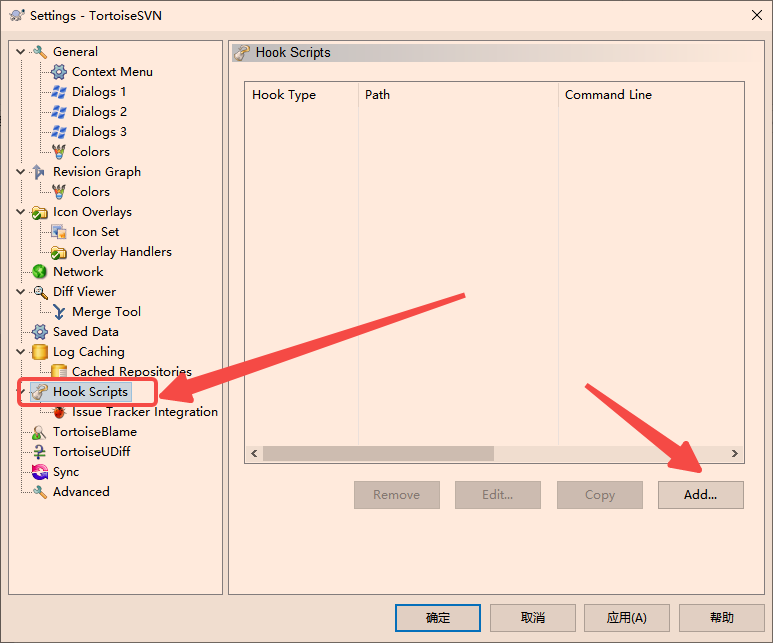 Settings - TortoiseSVN
General
Context Menu
Dialogs 1
Dialogs 2
Dialogs 3
Colors
Revision Graph
Colors
Icon Overlays
Icon Set
Overlay Handlers
Network
Diff Viewer
Merge Tool
Saved Data
Log Caching
Cached Repositories
Hook Scripts
Issue Tracker Integration
TortoiseBlame
TortoiseUDiff
Sync
Advanced
Hook Scripts
Hook Type Path Command Line
Remove Edit... Copy Add...
确定 取消 应用(A) 帮助